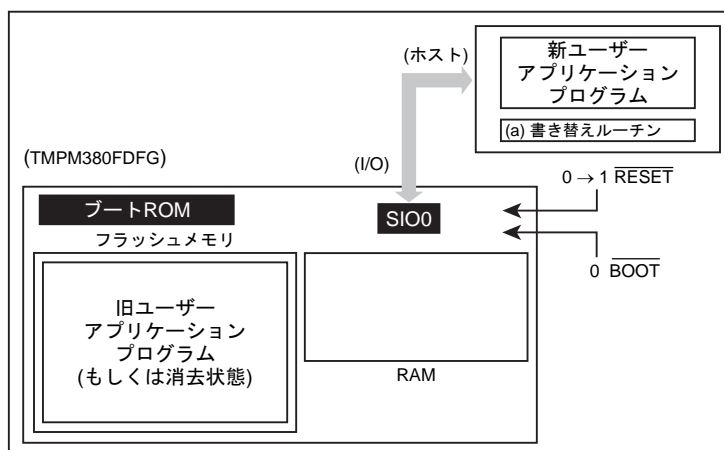 (ホスト)
新ユーザー
アプリケーション
プログラム
(a) 書き替えルーチン
(TMPM380FDFG)
(I/O)
0 → 1 RESET
ブートROM
SIO0
フラッシュメモリ
0 BOOT
旧ユーザー
アプリケーション
プログラム
(もしくは消去状態)
RAM